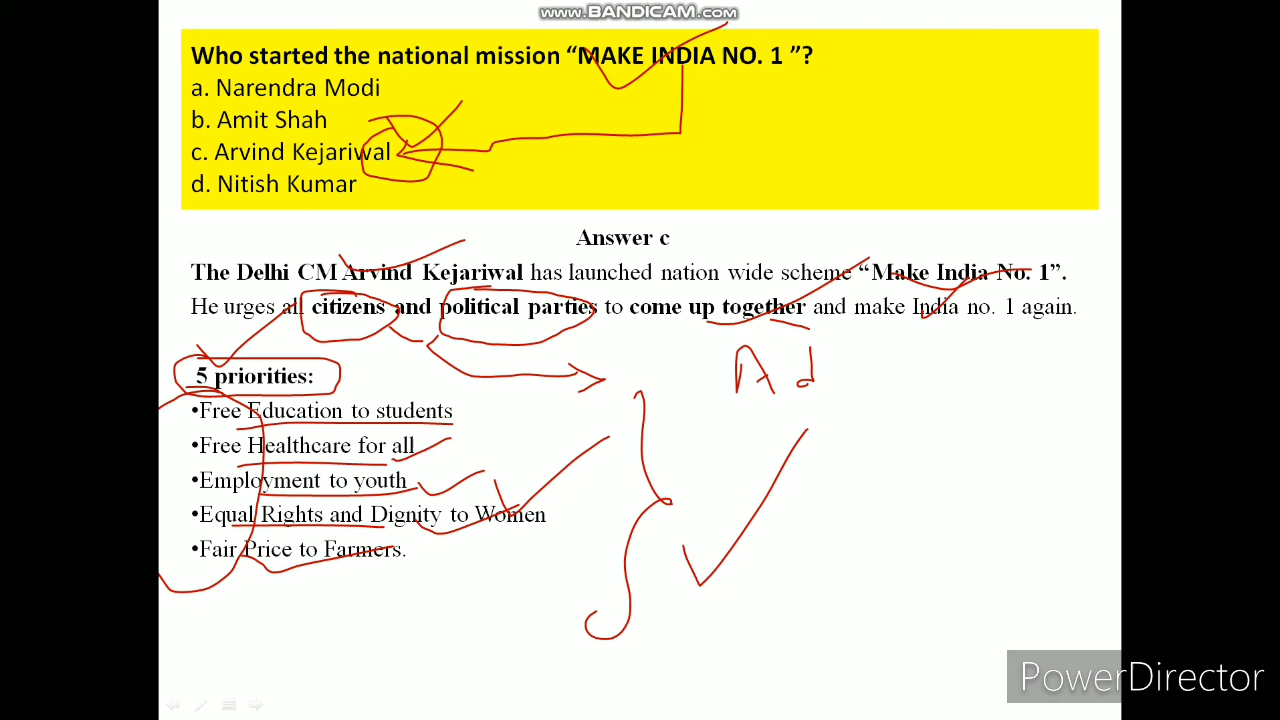 www.BANDICAM.com
Who started the national mission “MAKE INDIA NO. 1 ”?
a. Narendra Modi
b. Amit Shah
c. Arvind Kejariwal
d. Nitish Kumar
Answer c
The Delhi CM Arvind Kejariwal has launched nation wide scheme “Make India No. 1”.
He urges all citizens and political parties to come up together and make India no. 1 again.
5 priorities:
•Free Education to students
•Free Healthcare for all
•Employment to youth
•Equal Rights and Dignity to Women
•Fair Price to Farmers.
A d
PowerDirector